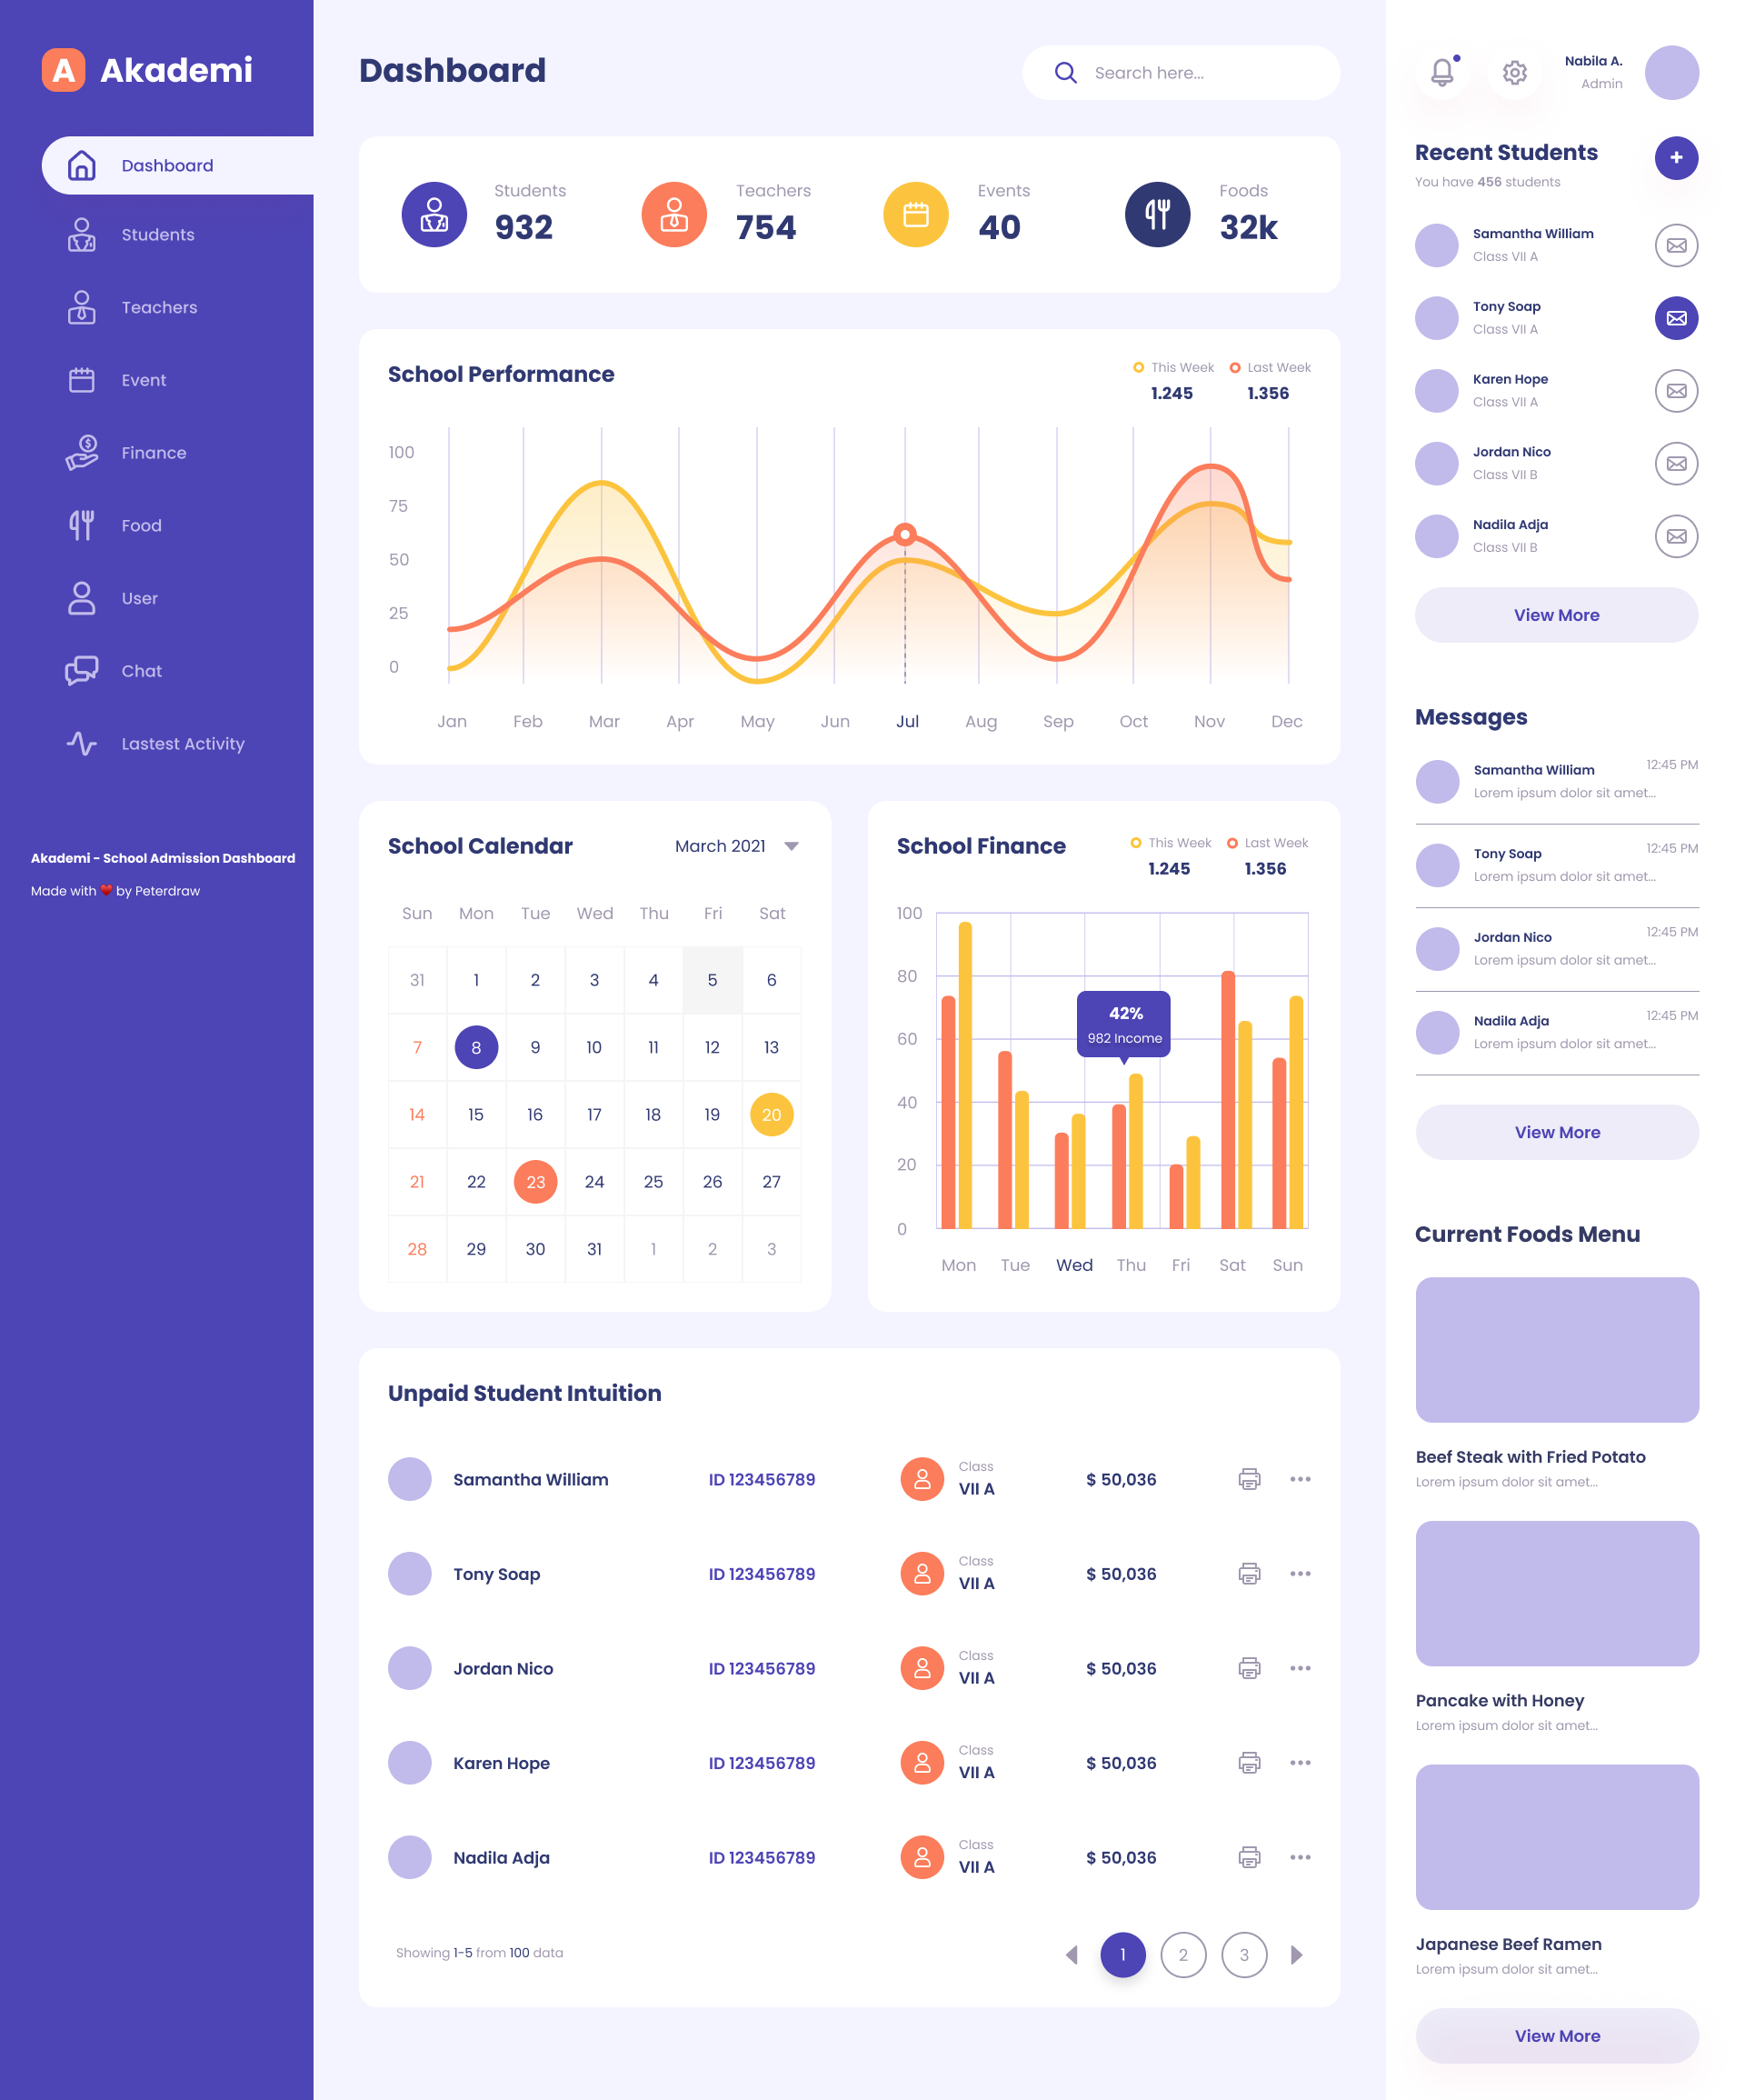 A Akademi
Dashboard
Students
Teachers
Event
Finance
Food
User
Chat
Lastest Activity
Akademi - School Admission Dashboard
Made with ❤️ by Peterdraw
Dashboard
Search here...
Students
932
Teachers
754
Events
40
Foods
32k
School Performance
This Week
1.245
Last Week
1.356
100
75
50
25
0
Jan Feb Mar Apr May Jun Jul Aug Sep Oct Nov Dec
School Calendar
March 2021
Sun Mon Tue Wed Thu Fri Sat
31 1 2 3 4 5 6
7 8 9 10 11 12 13
14 15 16 17 18 19 20
21 22 23 24 25 26 27
28 29 30 31 1 2 3
School Finance
This Week
1.245
Last Week
1.356
100
80
60
40
20
0
42%
982 Income
Mon Tue Wed Thu Fri Sat Sun
Unpaid Student Intuition
Samantha William ID 123456789 Class VII A $ 50,036
Tony Soap ID 123456789 Class VII A $ 50,036
Jordan Nico ID 123456789 Class VII A $ 50,036
Karen Hope ID 123456789 Class VII A $ 50,036
Nadila Adja ID 123456789 Class VII A $ 50,036
Showing 1-5 from 100 data
1 2 3
Nabila A.
Admin
Recent Students
You have 456 students
+
Samantha William
Class VII A
Tony Soap
Class VII A
Karen Hope
Class VII A
Jordan Nico
Class VII B
Nadila Adja
Class VII B
View More
Messages
Samantha William 12:45 PM
Lorem ipsum dolor sit amet...
Tony Soap 12:45 PM
Lorem ipsum dolor sit amet...
Jordan Nico 12:45 PM
Lorem ipsum dolor sit amet...
Nadila Adja 12:45 PM
Lorem ipsum dolor sit amet...
View More
Current Foods Menu
Beef Steak with Fried Potato
Lorem ipsum dolor sit amet...
Pancake with Honey
Lorem ipsum dolor sit amet...
Japanese Beef Ramen
Lorem ipsum dolor sit amet...
View More